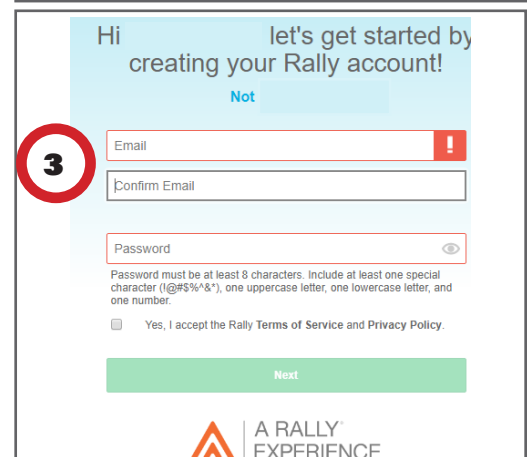 Hi let's get started by
creating your Rally account!
Not
3
Email
!
Confirm Email
Password
Password must be at least 8 characters. Include at least one special
character (!@#$%^&*), one uppercase letter, one lowercase letter, and
one number.
Yes, I accept the Rally Terms of Service and Privacy Policy.
Next
A RALLY®
EXPERIENCE